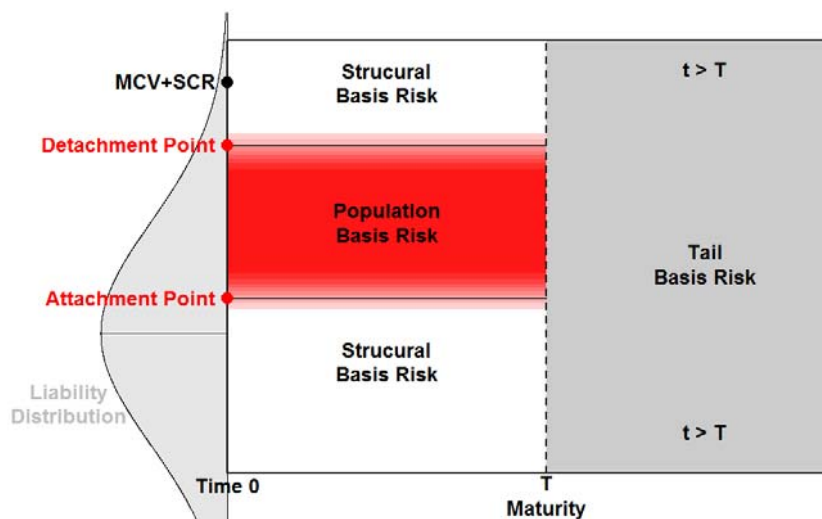 Strucural
Basis Risk
t > T
MCV+SCR
Detachment Point
Population
Basis Risk
Tail
Basis Risk
Attachment Point
Strucural
Basis Risk
Liability
Distribution
t > T
Time 0
T
Maturity